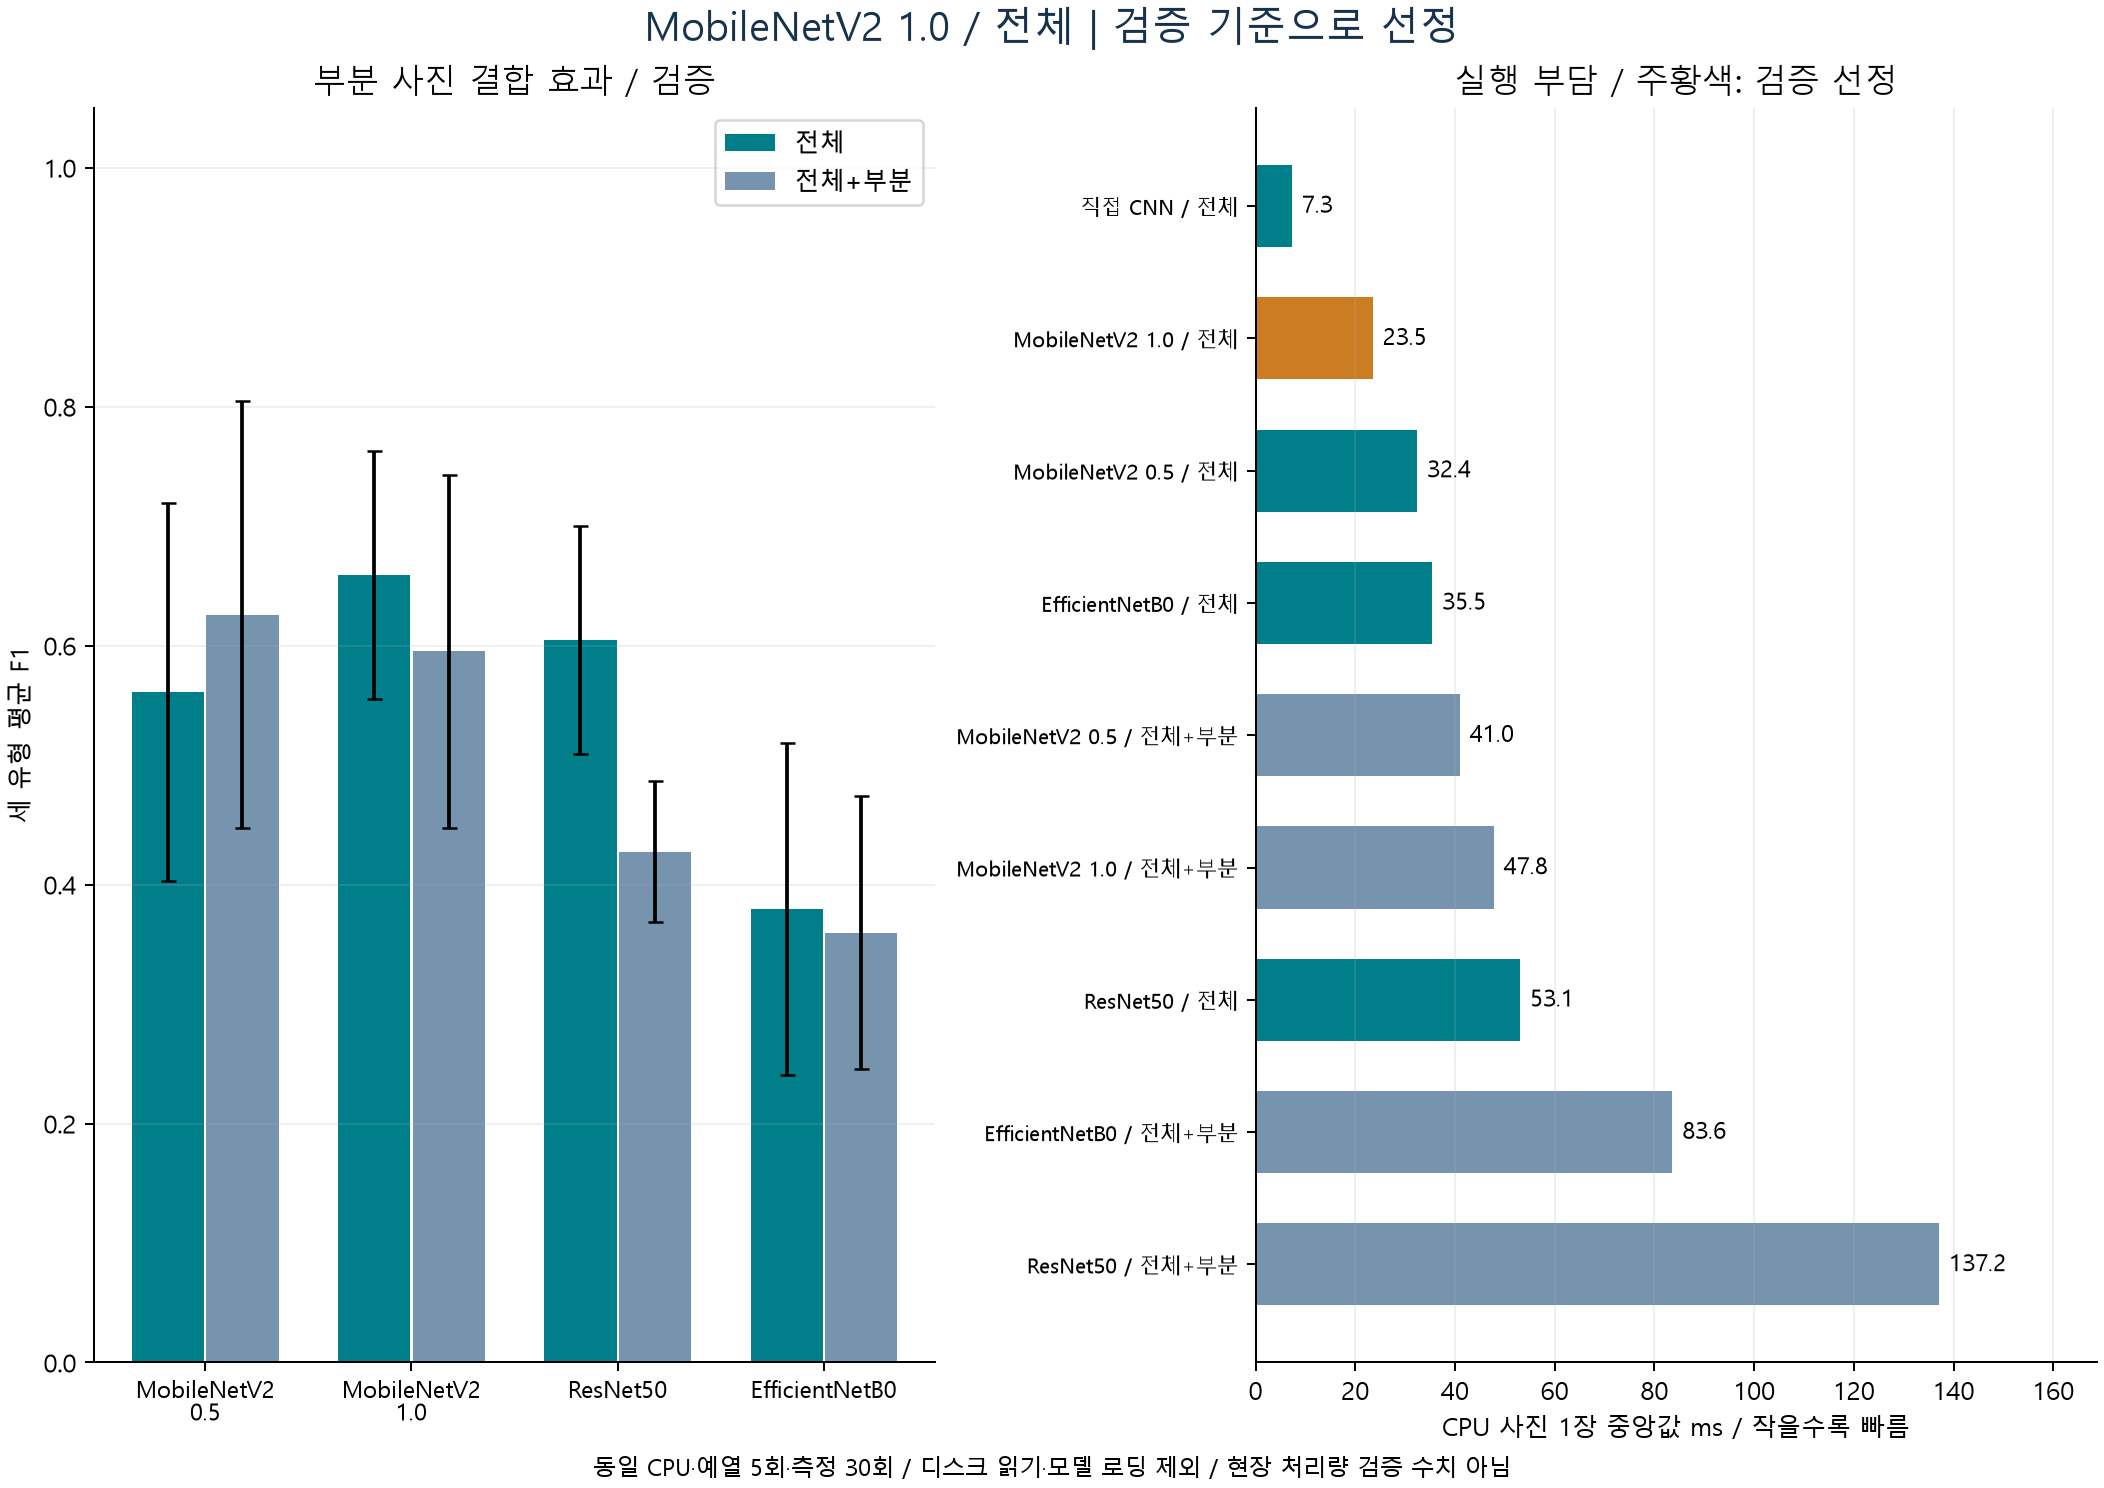 MobileNetV2 1.0 / 전체 | 검증 기준으로 선정
부분 사진 결합 효과 / 검증
전체
전체+부분
세 유형 평균 F1
1.0
0.8
0.6
0.4
0.2
0.0
MobileNetV2
0.5
MobileNetV2
1.0
ResNet50
EfficientNetB0
실행 부담 / 주황색: 검증 선정
직접 CNN / 전체
7.3
MobileNetV2 1.0 / 전체
23.5
MobileNetV2 0.5 / 전체
32.4
EfficientNetB0 / 전체
35.5
MobileNetV2 0.5 / 전체+부분
41.0
MobileNetV2 1.0 / 전체+부분
47.8
ResNet50 / 전체
53.1
EfficientNetB0 / 전체+부분
83.6
ResNet50 / 전체+부분
137.2
0 20 40 60 80 100 120 140 160
CPU 사진 1장 중앙값 ms / 작을수록 빠름
동일 CPU·예열 5회·측정 30회 / 디스크 읽기·모델 로딩 제외 / 현장 처리량 검증 수치 아님